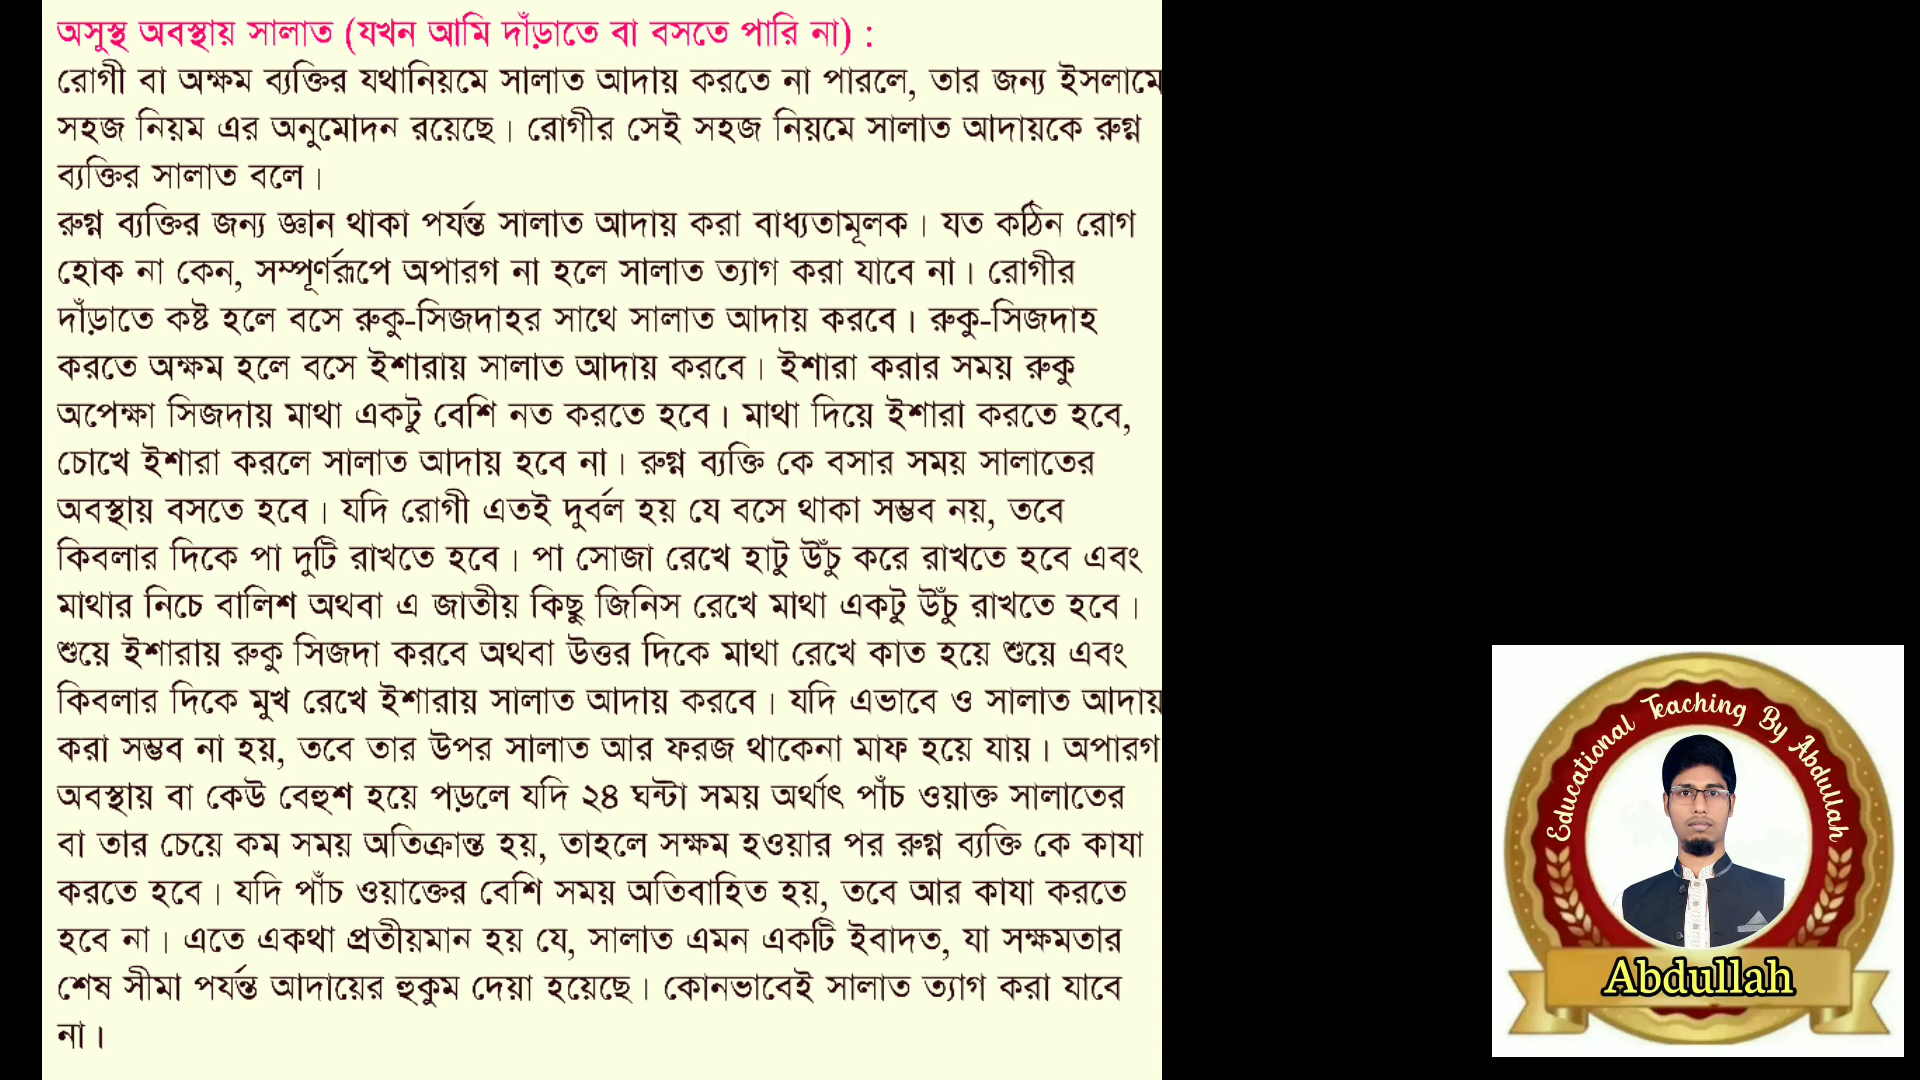 অসুস্থ অবস্থায় সালাত (যখন আমি দাঁড়াতে বা বসতে পারি না) :
রোগী বা অক্ষম ব্যক্তির যথানিয়মে সালাত আদায় করতে না পারলে, তার জন্য ইসলামে
সহজ নিয়ম এর অনুমোদন রয়েছে। রোগীর সেই সহজ নিয়মে সালাত আদায়কে রুগ্ন
ব্যক্তির সালাত বলে।
রুগ্ন ব্যক্তির জন্য জ্ঞান থাকা পর্যন্ত সালাত আদায় করা বাধ্যতামূলক। যত কঠিন রোগ
হোক না কেন, সম্পূর্ণরূপে অপারগ না হলে সালাত ত্যাগ করা যাবে না। রোগীর
দাঁড়াতে কষ্ট হলে বসে রুকু-সিজদাহর সাথে সালাত আদায় করবে। রুকু-সিজদাহ
করতে অক্ষম হলে বসে ইশারায় সালাত আদায় করবে। ইশারা করার সময় রুকু
অপেক্ষা সিজদায় মাথা একটু বেশি নত করতে হবে। মাথা দিয়ে ইশারা করতে হবে,
চোখে ইশারা করলে সালাত আদায় হবে না। রুগ্ন ব্যক্তি কে বসার সময় সালাতের
অবস্থায় বসতে হবে। যদি রোগী এতই দুর্বল হয় যে বসে থাকা সম্ভব নয়, তবে
কিবলার দিকে পা দুটি রাখতে হবে। পা সোজা রেখে হাটু উঁচু করে রাখতে হবে এবং
মাথার নিচে বালিশ অথবা এ জাতীয় কিছু জিনিস রেখে মাথা একটু উঁচু রাখতে হবে।
শুয়ে ইশারায় রুকু সিজদা করবে অথবা উত্তর দিকে মাথা রেখে কাত হয়ে শুয়ে এবং
কিবলার দিকে মুখ রেখে ইশারায় সালাত আদায় করবে। যদি এভাবে ও সালাত আদায়
করা সম্ভব না হয়, তবে তার উপর সালাত আর ফরজ থাকেনা মাফ হয়ে যায়। অপারগ
অবস্থায় বা কেউ বেহুশ হয়ে পড়লে যদি ২৪ ঘন্টা সময় অর্থাৎ পাঁচ ওয়াক্ত সালাতের
বা তার চেয়ে কম সময় অতিক্রান্ত হয়, তাহলে সক্ষম হওয়ার পর রুগ্ন ব্যক্তি কে কাযা
করতে হবে। যদি পাঁচ ওয়াক্তের বেশি সময় অতিবাহিত হয়, তবে আর কাযা করতে
হবে না। এতে একথা প্রতীয়মান হয় যে, সালাত এমন একটি ইবাদত, যা সক্ষমতার
শেষ সীমা পর্যন্ত আদায়ের হুকুম দেয়া হয়েছে। কোনভাবেই সালাত ত্যাগ করা যাবে
না।
Educational Teaching By Abdullah
Abdullah